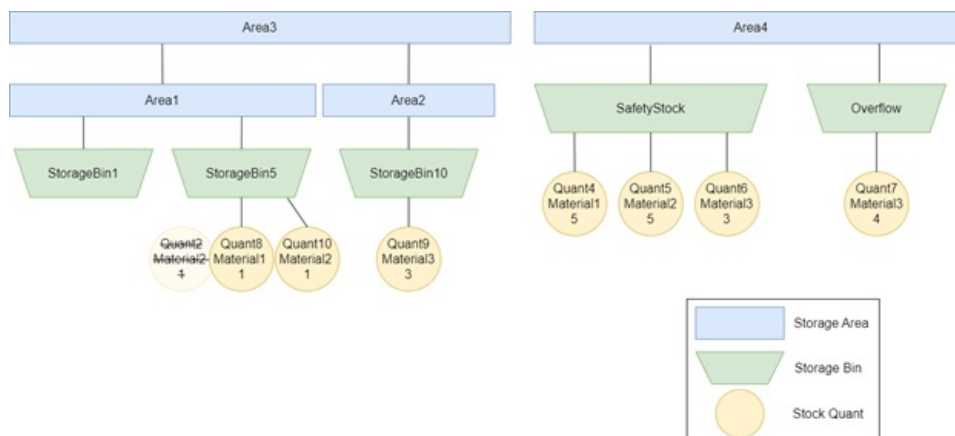 Area3
Area4
Area1
Area2
SafetyStock
Overflow
StorageBin1
StorageBin5
StorageBin10
Quant4
Material1
5
Quant5
Material2
5
Quant6
Material3
3
Quant7
Material3
4
Quant2
Material2
1
Quant8
Material1
1
Quant10
Material2
1
Quant9
Material3
3
Storage Area
Storage Bin
Stock Quant